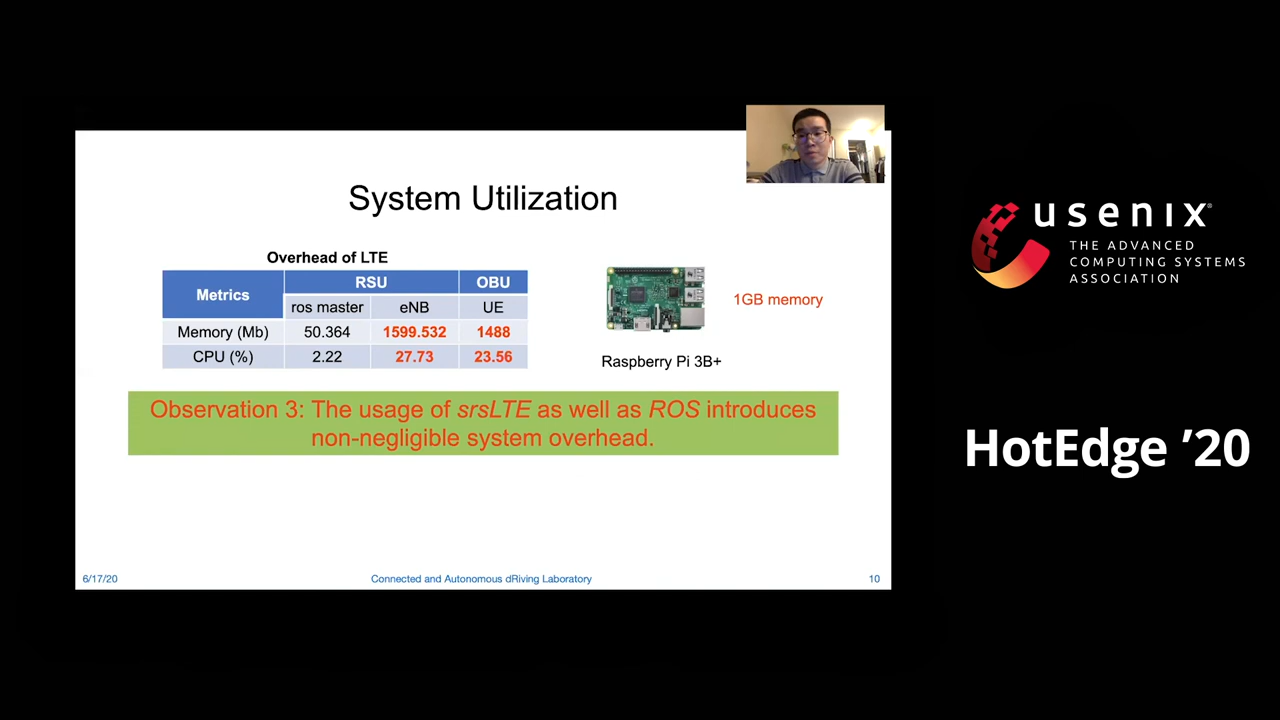 System Utilization
Overhead of LTE
Metrics RSU OBU
ros master eNB UE
Memory (Mb) 50.364 1599.532 1488
CPU (%) 2.22 27.73 23.56
1GB memory
Raspberry Pi 3B+
Observation 3: The usage of srsLTE as well as ROS introduces
non-negligible system overhead.
6/17/20 Connected and Autonomous dRiving Laboratory 10
usenix®
THE ADVANCED
COMPUTING SYSTEMS
ASSOCIATION
HotEdge ’20